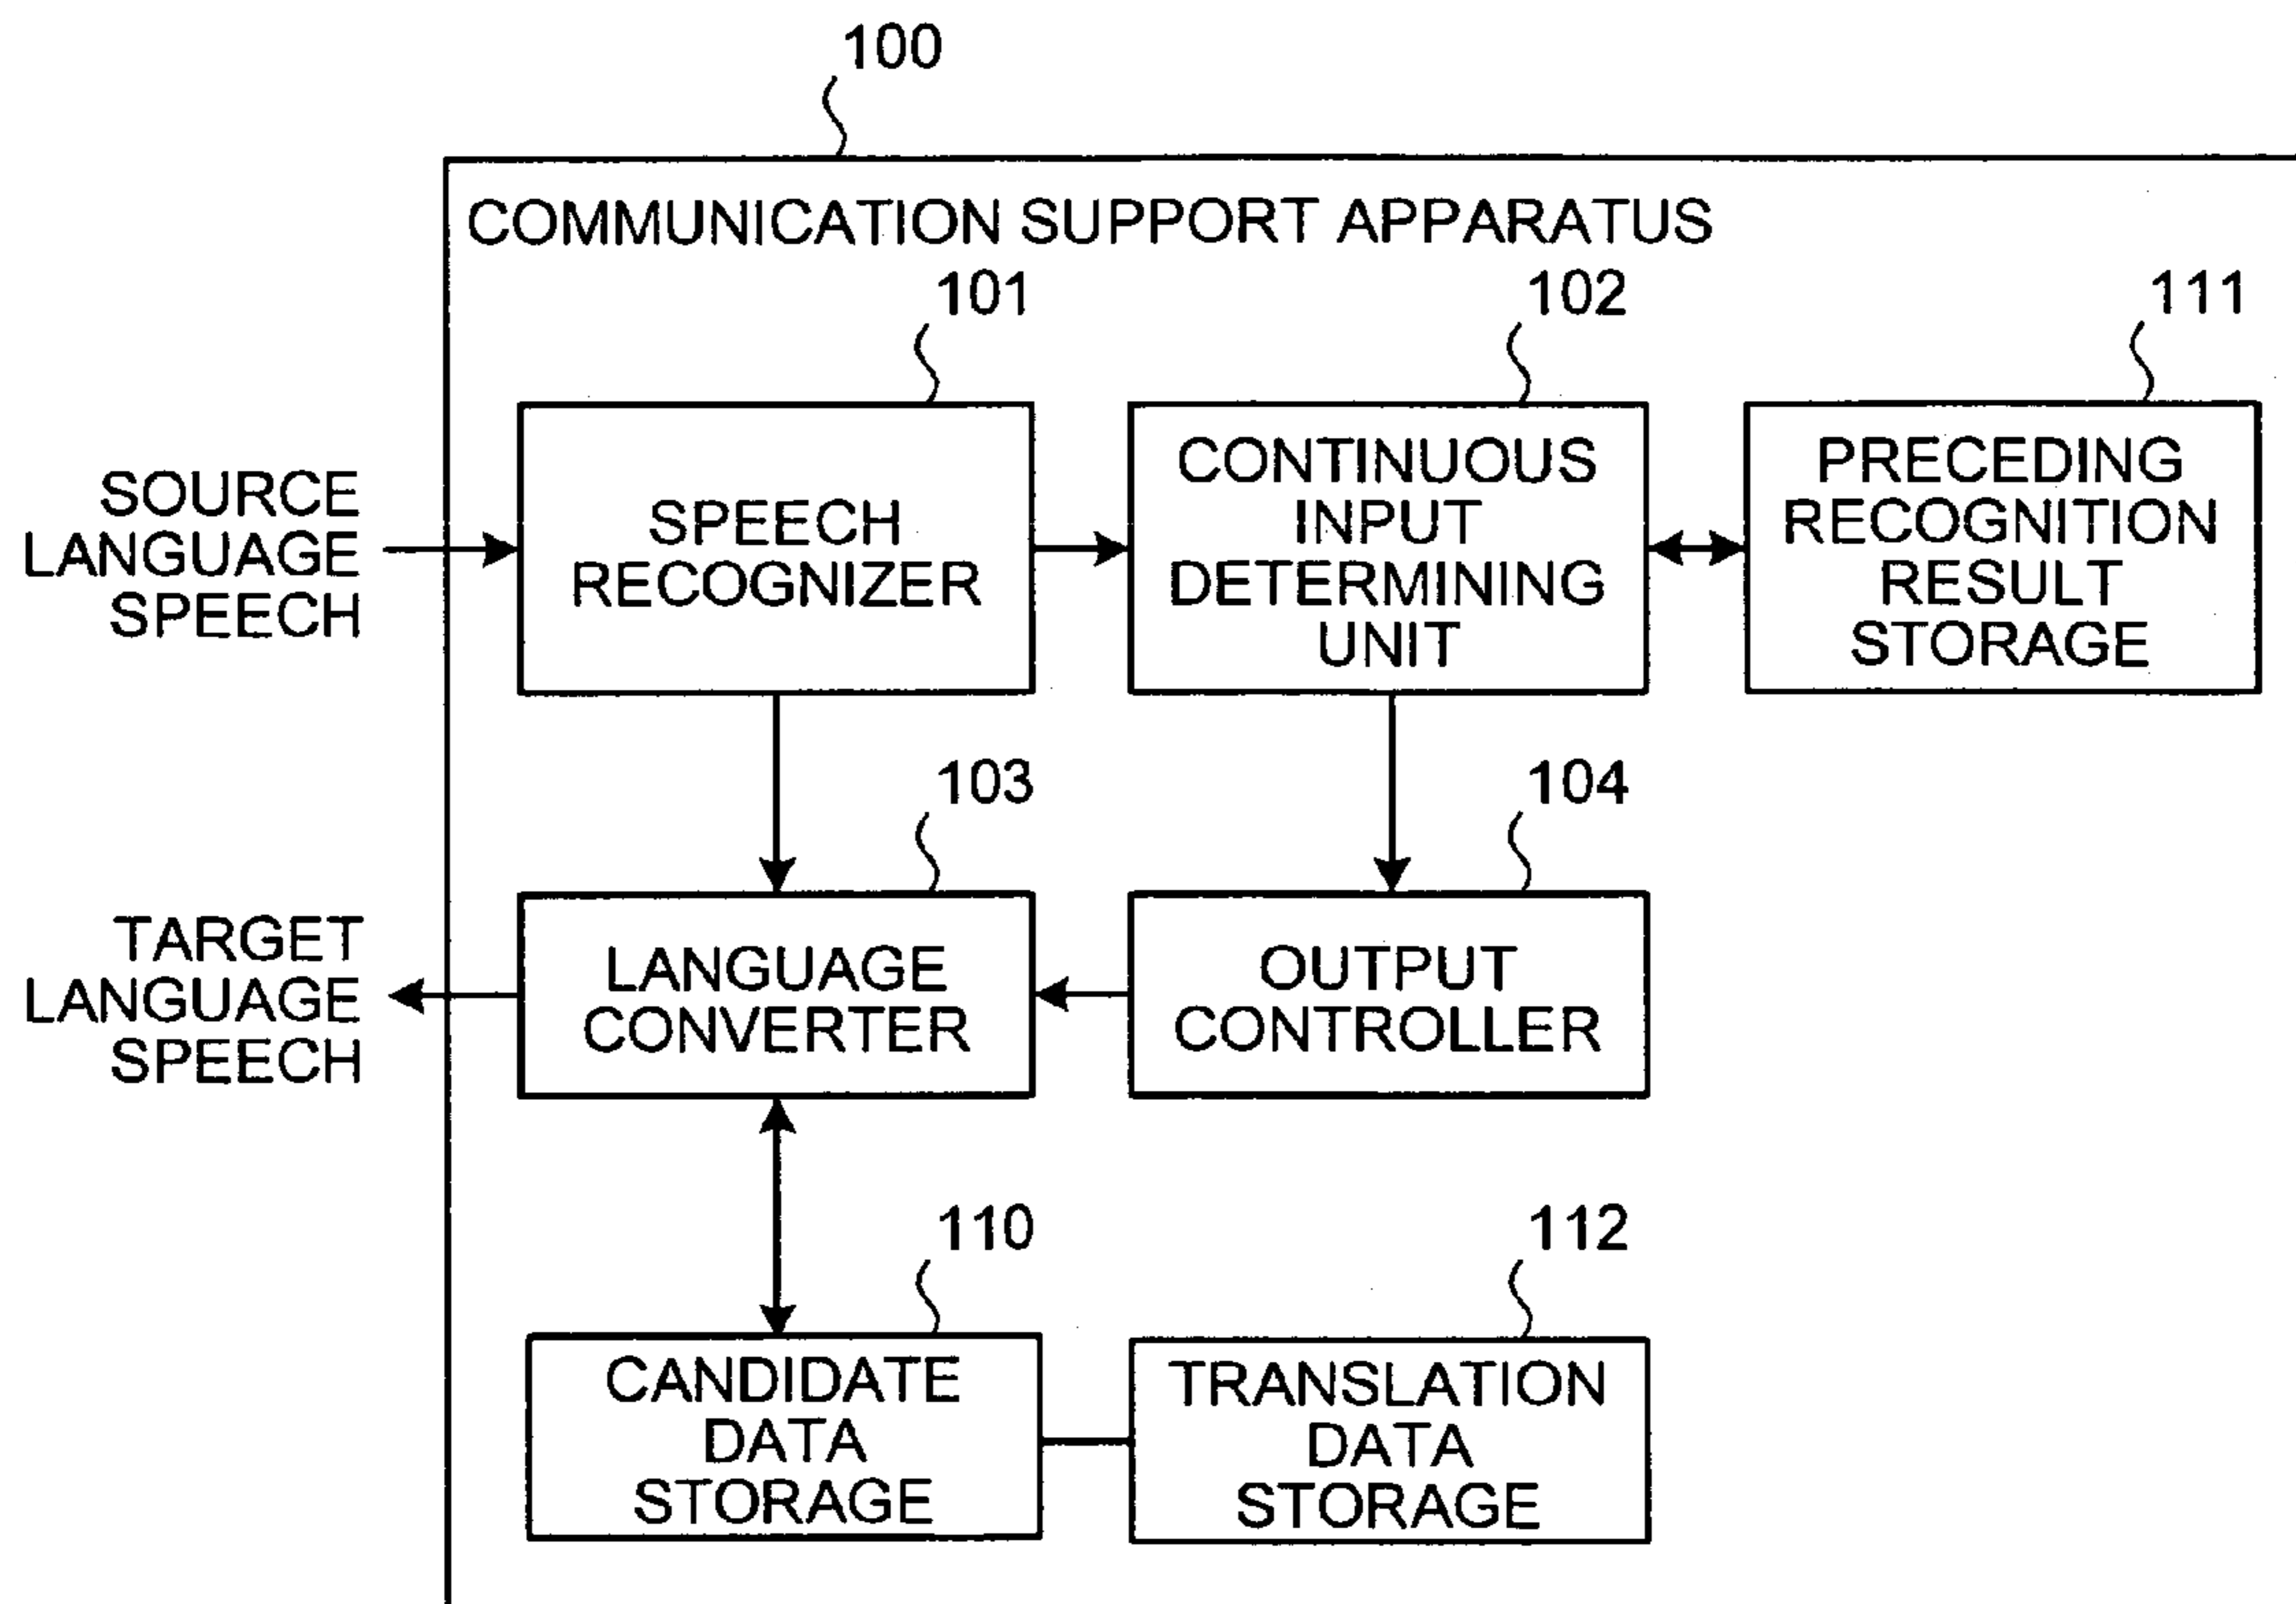 100
COMMUNICATION SUPPORT APPARATUS
101
102
111
SOURCE
LANGUAGE
SPEECH
SPEECH
RECOGNIZER
CONTINUOUS
INPUT
DETERMINING
UNIT
PRECEDING
RECOGNITION
RESULT
STORAGE
103
104
TARGET
LANGUAGE
SPEECH
LANGUAGE
CONVERTER
OUTPUT
CONTROLLER
110
112
CANDIDATE
DATA
STORAGE
TRANSLATION
DATA
STORAGE